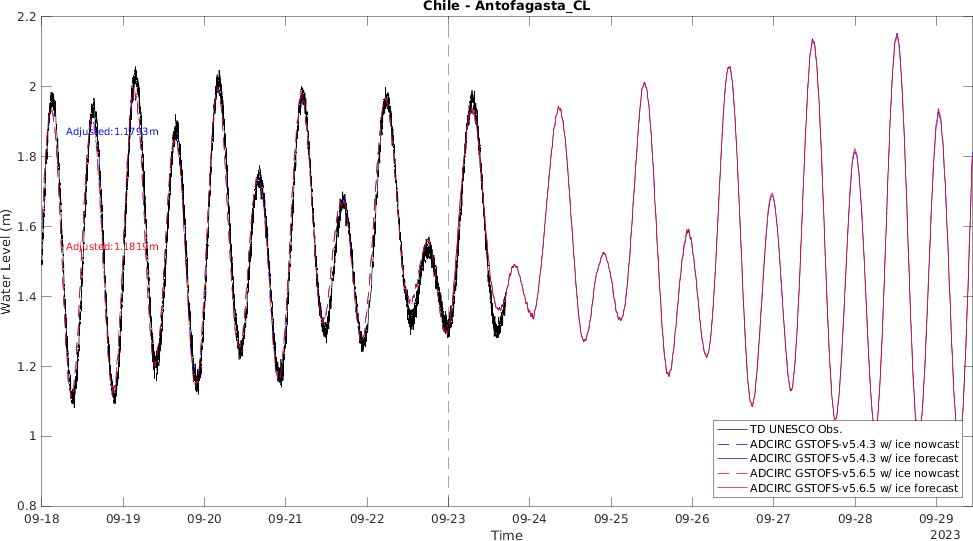 Chile - Antofagasta_CL
2.2
2
1.8
1.6
1.4
1.2
1
0.8
Water Level (m)
Adjusted:1.1793m
Adjusted:1.1819m
TD UNESCO Obs.
ADCIRC GSTOFS-v5.4.3 w/ ice nowcast
ADCIRC GSTOFS-v5.4.3 w/ ice forecast
ADCIRC GSTOFS-v5.6.5 w/ ice nowcast
ADCIRC GSTOFS-v5.6.5 w/ ice forecast
09-18 09-19 09-20 09-21 09-22 09-23 09-24 09-25 09-26 09-27 09-28 09-29
2023
Time